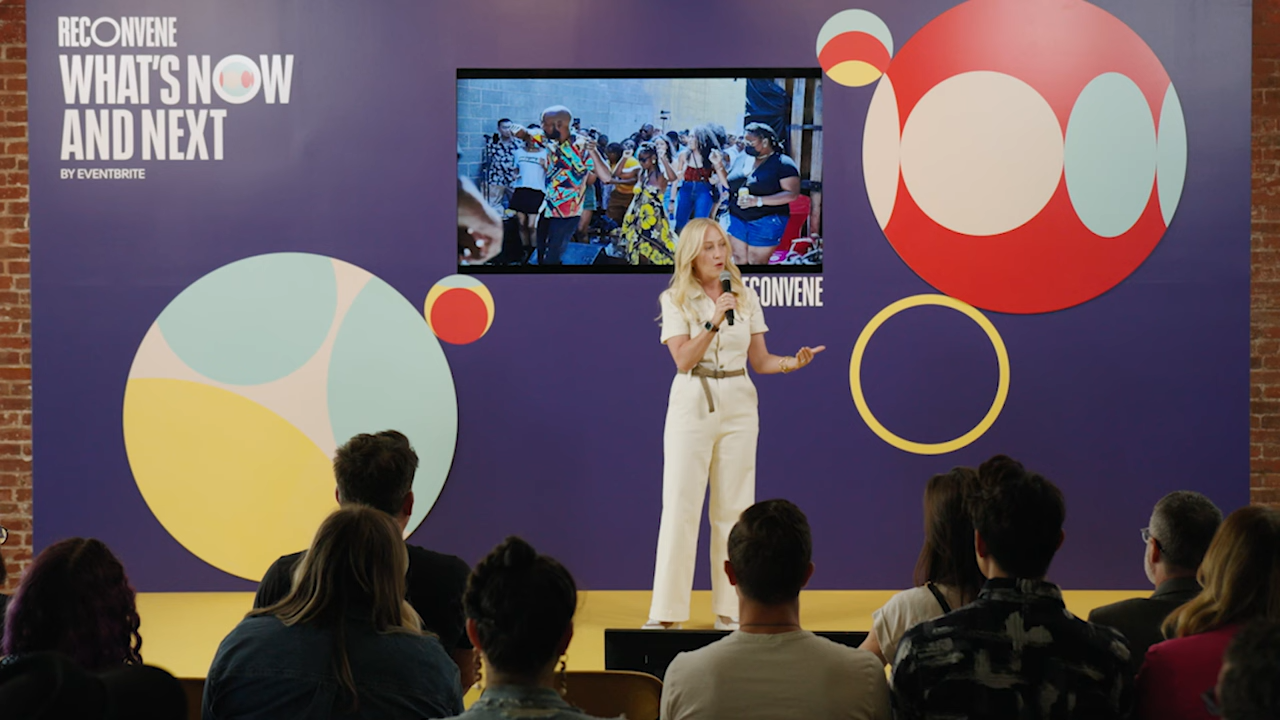 RECONVENE
WHAT'S NOW
AND NEXT
BY EVENTBRITE
ECONVENE